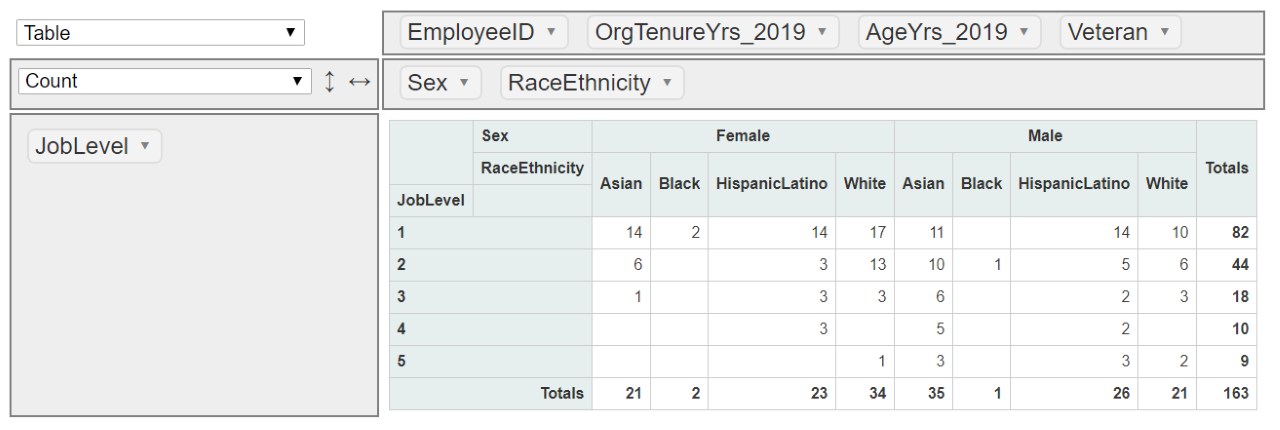 Table ▼ EmployeeID ▼ OrgTenureYrs_2019 ▼ AgeYrs_2019 ▼ Veteran ▼
Count ▼ ↕ ↔ Sex ▼ RaceEthnicity ▼
JobLevel ▼
Sex Female Male Totals
RaceEthnicity Asian Black HispanicLatino White Asian Black HispanicLatino White
JobLevel
1 14 2 14 17 11 14 10 82
2 6 3 13 10 1 5 6 44
3 1 3 3 6 2 3 18
4 3 5 2 10
5 1 3 3 2 9
Totals 21 2 23 34 35 1 26 21 163